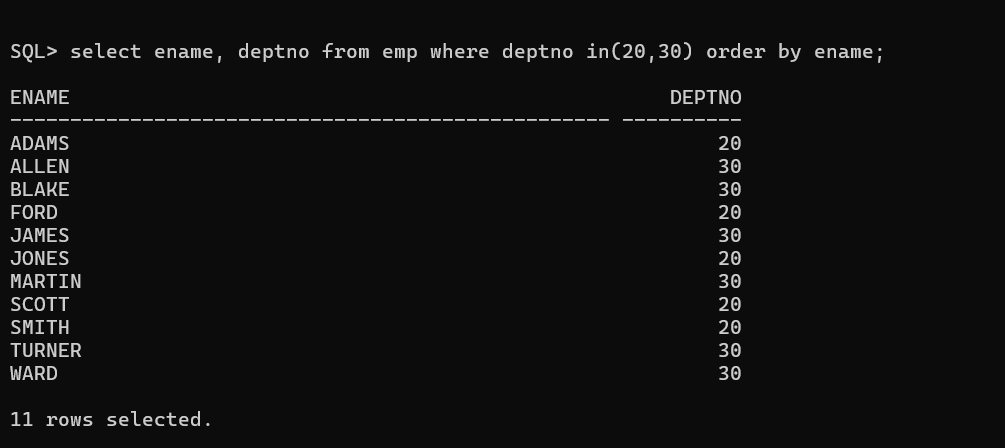 SQL> select ename, deptno from emp where deptno in(20,30) order by ename;
ENAME                                                  DEPTNO
-------------------------------------------------- ----------
ADAMS                                                      20
ALLEN                                                      30
BLAKE                                                      30
FORD                                                       20
JAMES                                                      30
JONES                                                      20
MARTIN                                                     30
SCOTT                                                      20
SMITH                                                      20
TURNER                                                     30
WARD                                                       30
11 rows selected.